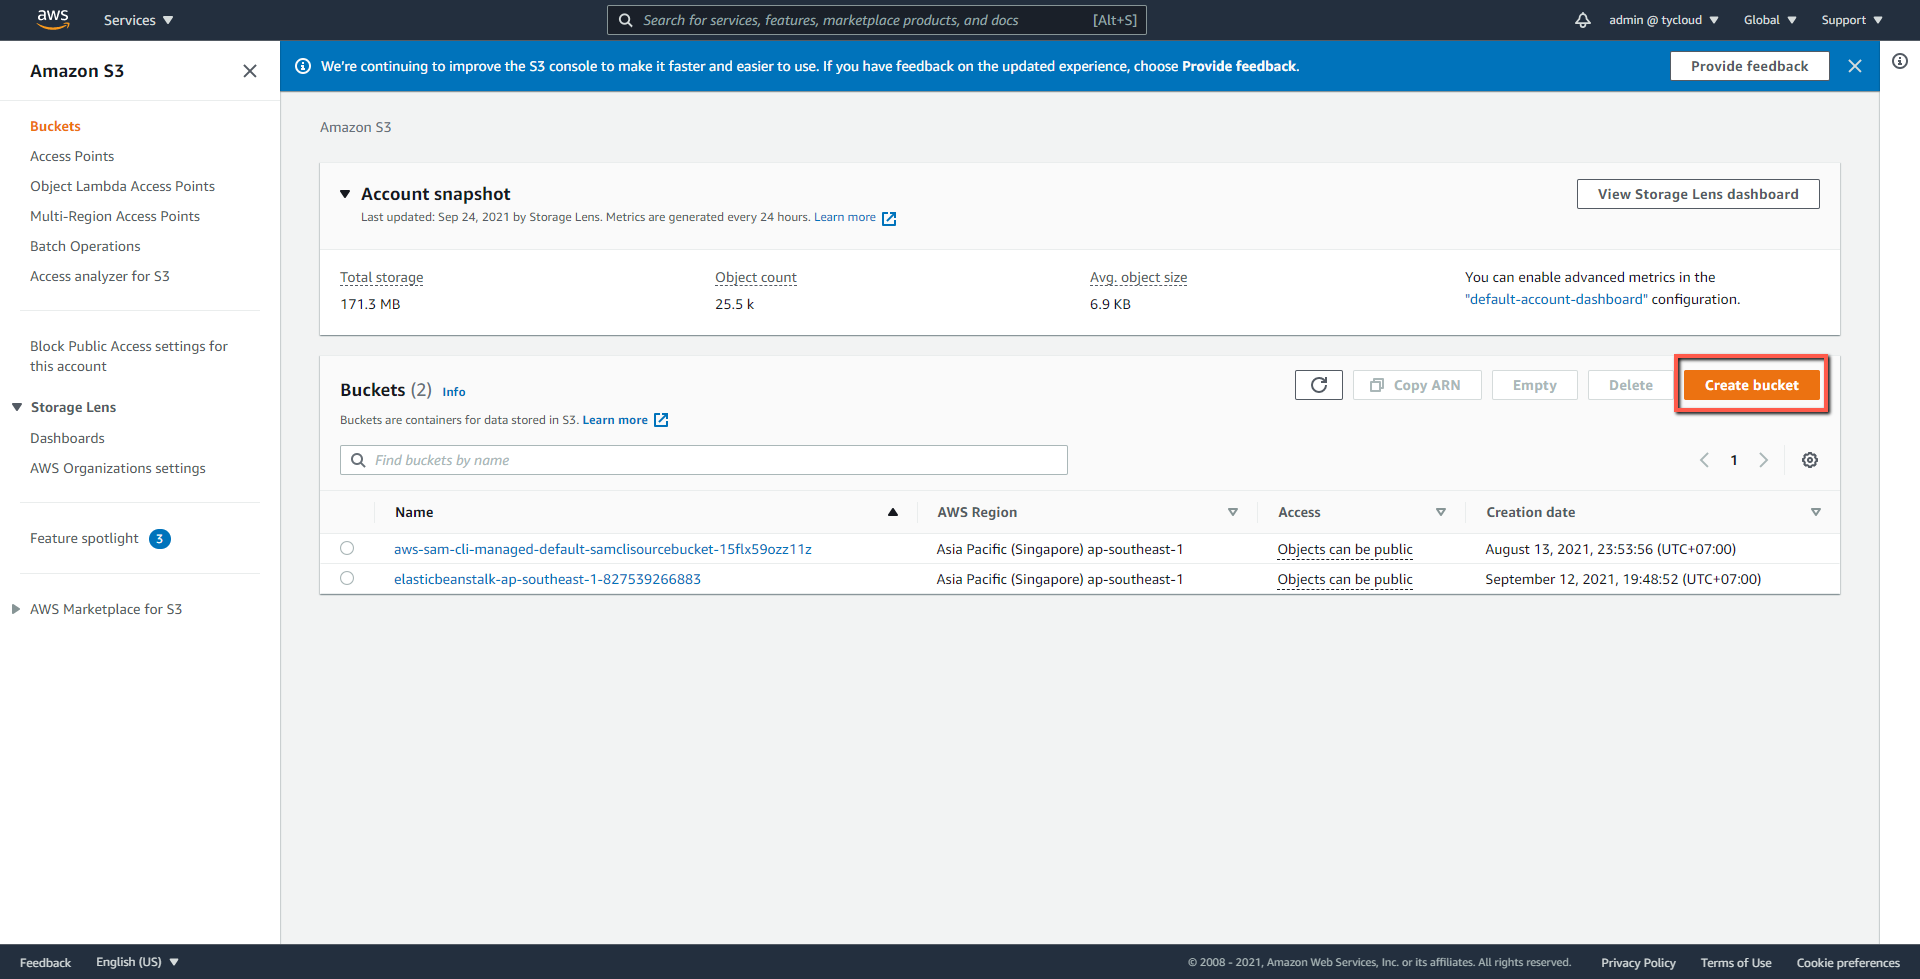 aws
Services ▼
Search for services, features, marketplace products, and docs [Alt+S]
admin @ tycloud ▼
Global ▼
Support ▼
Amazon S3
We're continuing to improve the S3 console to make it faster and easier to use. If you have feedback on the updated experience, choose Provide feedback.
Provide feedback
Buckets
Access Points
Object Lambda Access Points
Multi-Region Access Points
Batch Operations
Access analyzer for S3
Block Public Access settings for
this account
Storage Lens
Dashboards
AWS Organizations settings
Feature spotlight 3
AWS Marketplace for S3
Amazon S3
Account snapshot
Last updated: Sep 24, 2021 by Storage Lens. Metrics are generated every 24 hours. Learn more
View Storage Lens dashboard
Total storage
171.3 MB
Object count
25.5 k
Avg. object size
6.9 KB
You can enable advanced metrics in the
"default-account-dashboard" configuration.
Buckets (2) Info
Copy ARN
Empty
Delete
Create bucket
Buckets are containers for data stored in S3. Learn more
Find buckets by name
1
Name AWS Region Access Creation date
aws-sam-cli-managed-default-samclisourcebucket-15flx59ozz11z Asia Pacific (Singapore) ap-southeast-1 Objects can be public August 13, 2021, 23:53:56 (UTC+07:00)
elasticbeanstalk-ap-southeast-1-827539266883 Asia Pacific (Singapore) ap-southeast-1 Objects can be public September 12, 2021, 19:48:52 (UTC+07:00)
Feedback English (US) ▼ © 2008 - 2021, Amazon Web Services, Inc. or its affiliates. All rights reserved. Privacy Policy Terms of Use Cookie preferences